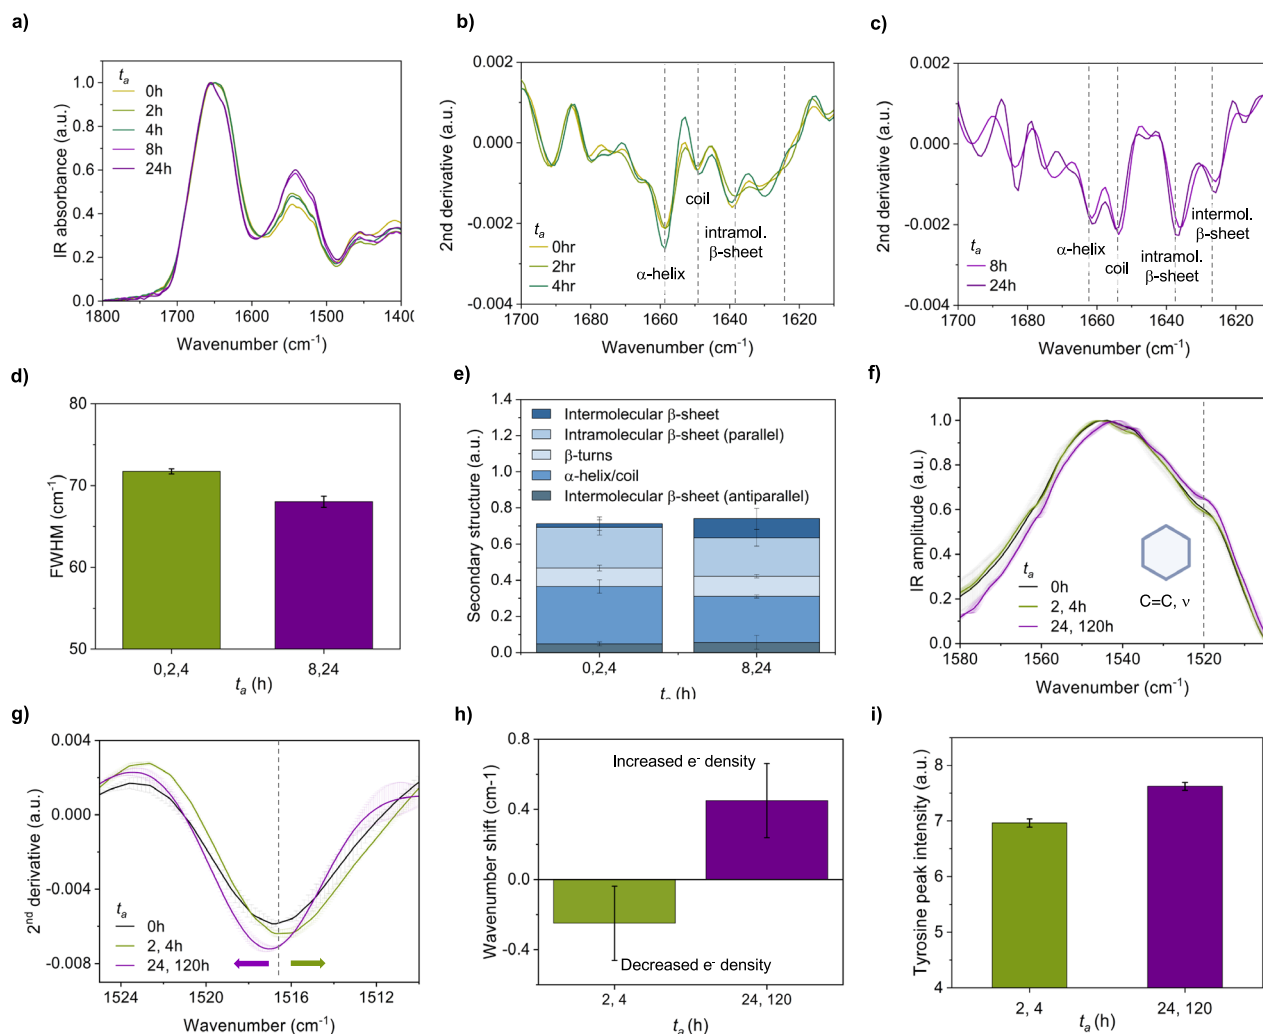 a)
t_a
0h
2h
4h
8h
24h
IR absorbance (a.u.)
1.0
0.8
0.6
0.4
0.2
0.0
1800
1700
1600
1500
1400
Wavenumber (cm⁻¹)
b)
2nd derivative (a.u.)
0.002
0.000
-0.002
-0.004
coil
intramol.
β-sheet
α-helix
t_a
0hr
2hr
4hr
1700
1680
1660
1640
1620
Wavenumber (cm⁻¹)
c)
2nd derivative (a.u.)
0.002
0.000
-0.002
-0.004
intermol.
β-sheet
α-helix
coil
intramol.
β-sheet
t_a
8h
24h
1700
1680
1660
1640
1620
Wavenumber (cm⁻¹)
d)
FWHM (cm⁻¹)
80
70
60
50
0,2,4
8,24
t_a (h)
e)
Secondary structure (a.u.)
1.4
1.2
1.0
0.8
0.6
0.4
0.2
0.0
Intermolecular β-sheet
Intramolecular β-sheet (parallel)
β-turns
α-helix/coil
Intermolecular β-sheet (antiparallel)
0,2,4
8,24
t_a (h)
f)
IR amplitude (a.u.)
1.0
0.8
0.6
0.4
0.2
0.0
t_a
0h
2, 4h
24, 120h
C=C, ν
1580
1560
1540
1520
Wavenumber (cm⁻¹)
g)
2ⁿᵈ derivative (a.u.)
0.004
0.000
-0.004
-0.008
t_a
0h
2, 4h
24, 120h
1524
1520
1516
1512
Wavenumber (cm⁻¹)
h)
Wavenumber shift (cm-1)
0.8
0.4
0.0
-0.4
Increased e⁻ density
Decreased e⁻ density
2, 4
24, 120
t_a (h)
i)
Tyrosine peak intensity (a.u.)
8
7
6
5
4
2, 4
24, 120
t_a (h)